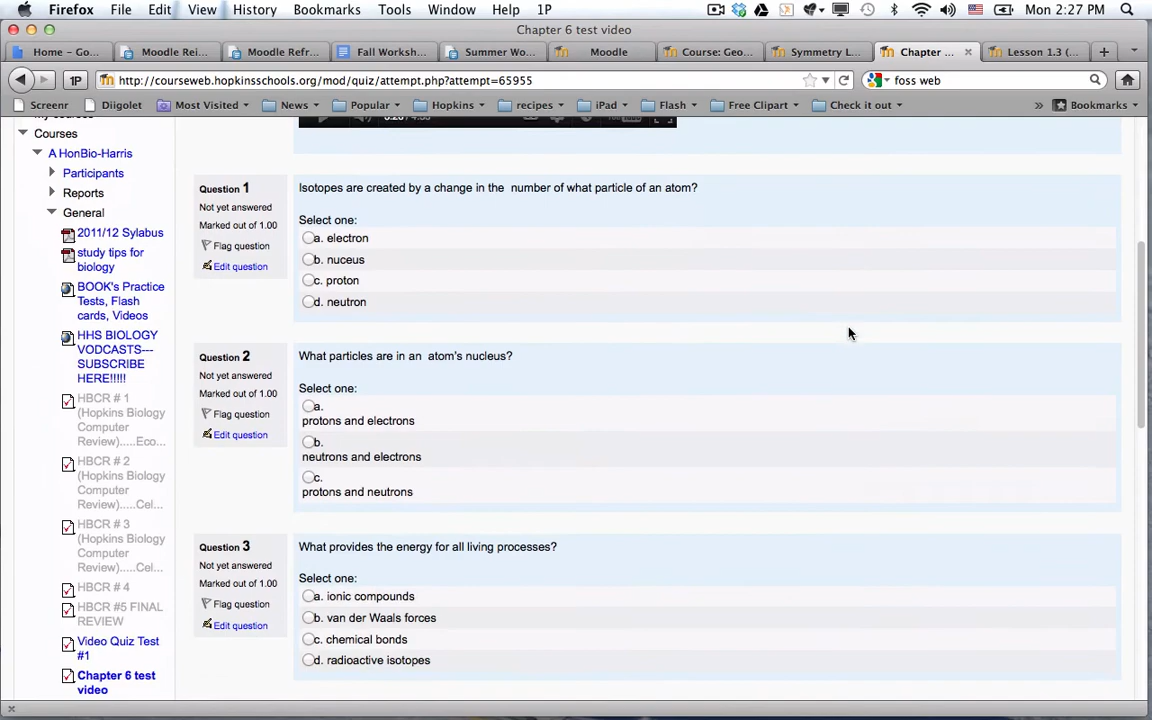 Firefox File Edit View History Bookmarks Tools Window Help 1P Mon 2:27 PM
Chapter 6 test video
Home – Go... Moodle Rei... Moodle Refr... Fall Worksh... Summer Wo... Moodle Course: Geo... Symmetry L... Chapter ... Lesson 1.3 (...
1P http://courseweb.hopkinsschools.org/mod/quiz/attempt.php?attempt=65955 foss web
Screenr Diigolet Most Visited News Popular Hopkins recipes iPad Flash Free Clipart Check it out » Bookmarks
Courses
A HonBio-Harris
Participants
Reports
General
2011/12 Sylabus
study tips for
biology
BOOK's Practice
Tests, Flash
cards, Videos
HHS BIOLOGY
VODCASTS---
SUBSCRIBE
HERE!!!!!
HBCR # 1
(Hopkins Biology
Computer
Review).....Eco...
HBCR # 2
(Hopkins Biology
Computer
Review)....Cel...
HBCR # 3
(Hopkins Biology
Computer
Review)....Cel...
HBCR # 4
HBCR #5 FINAL
REVIEW
Video Quiz Test
#1
Chapter 6 test
video
Question 1
Not yet answered
Marked out of 1.00
Flag question
Edit question
Isotopes are created by a change in the number of what particle of an atom?
Select one:
a. electron
b. nuceus
c. proton
d. neutron
Question 2
Not yet answered
Marked out of 1.00
Flag question
Edit question
What particles are in an atom's nucleus?
Select one:
a.
protons and electrons
b.
neutrons and electrons
c.
protons and neutrons
Question 3
Not yet answered
Marked out of 1.00
Flag question
Edit question
What provides the energy for all living processes?
Select one:
a. ionic compounds
b. van der Waals forces
c. chemical bonds
d. radioactive isotopes